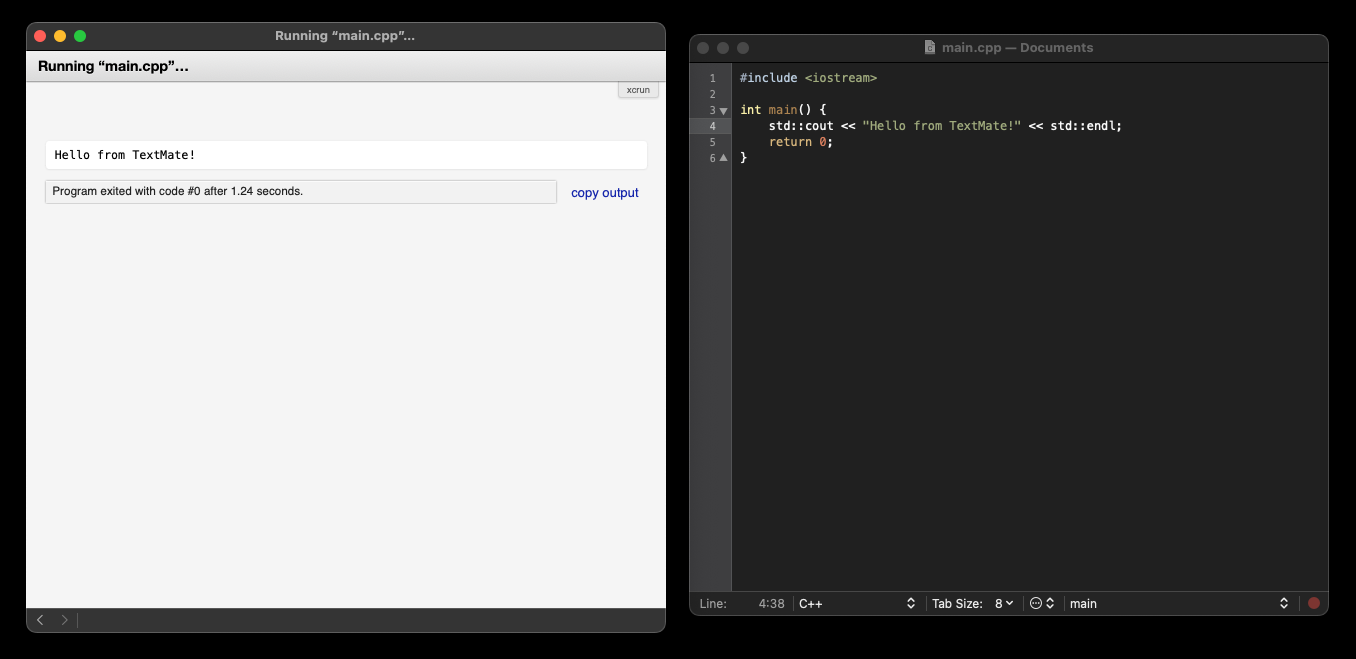 Running “main.cpp”...
Running “main.cpp”...
xcrun
Hello from TextMate!
Program exited with code #0 after 1.24 seconds.
copy output
main.cpp — Documents
1 #include <iostream>
2
3 int main() {
4     std::cout << "Hello from TextMate!" << std::endl;
5     return 0;
6 }
Line: 4:38 C++ Tab Size: 8 main